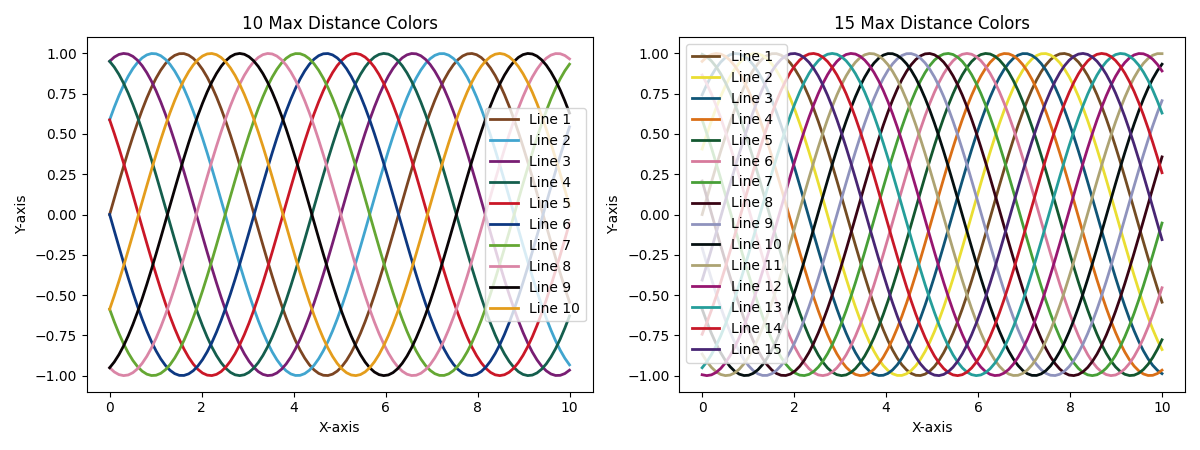 10 Max Distance Colors
1.00
0.75
0.50
0.25
0.00
−0.25
−0.50
−0.75
−1.00
Y-axis
0
2
4
6
8
10
X-axis
Line 1
Line 2
Line 3
Line 4
Line 5
Line 6
Line 7
Line 8
Line 9
Line 10
15 Max Distance Colors
1.00
0.75
0.50
0.25
0.00
−0.25
−0.50
−0.75
−1.00
Y-axis
0
2
4
6
8
10
X-axis
Line 1
Line 2
Line 3
Line 4
Line 5
Line 6
Line 7
Line 8
Line 9
Line 10
Line 11
Line 12
Line 13
Line 14
Line 15